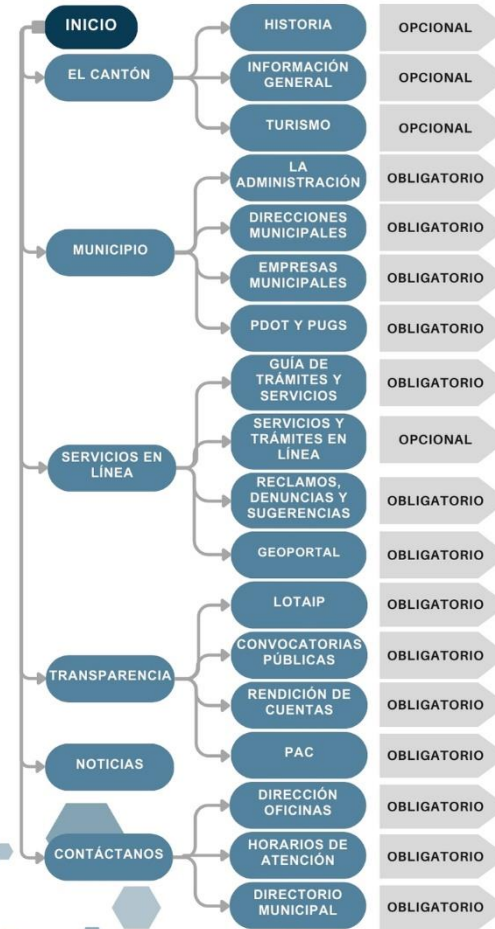 INICIO
HISTORIA
OPCIONAL
EL CANTÓN
INFORMACIÓN
GENERAL
OPCIONAL
TURISMO
OPCIONAL
LA
ADMINISTRACIÓN
OBLIGATORIO
MUNICIPIO
DIRECCIONES
MUNICIPALES
OBLIGATORIO
EMPRESAS
MUNICIPALES
OBLIGATORIO
PDOT Y PUGS
OBLIGATORIO
GUÍA DE
TRÁMITES Y
SERVICIOS
OBLIGATORIO
SERVICIOS EN
LÍNEA
SERVICIOS Y
TRÁMITES EN
LÍNEA
OPCIONAL
RECLAMOS,
DENUNCIAS Y
SUGERENCIAS
OBLIGATORIO
GEOPORTAL
OBLIGATORIO
LOTAIP
OBLIGATORIO
TRANSPARENCIA
CONVOCATORIAS
PÚBLICAS
OBLIGATORIO
RENDICIÓN DE
CUENTAS
OBLIGATORIO
PAC
OBLIGATORIO
NOTICIAS
DIRECCIÓN
OFICINAS
OBLIGATORIO
CONTÁCTANOS
HORARIOS DE
ATENCIÓN
OBLIGATORIO
DIRECTORIO
MUNICIPAL
OBLIGATORIO